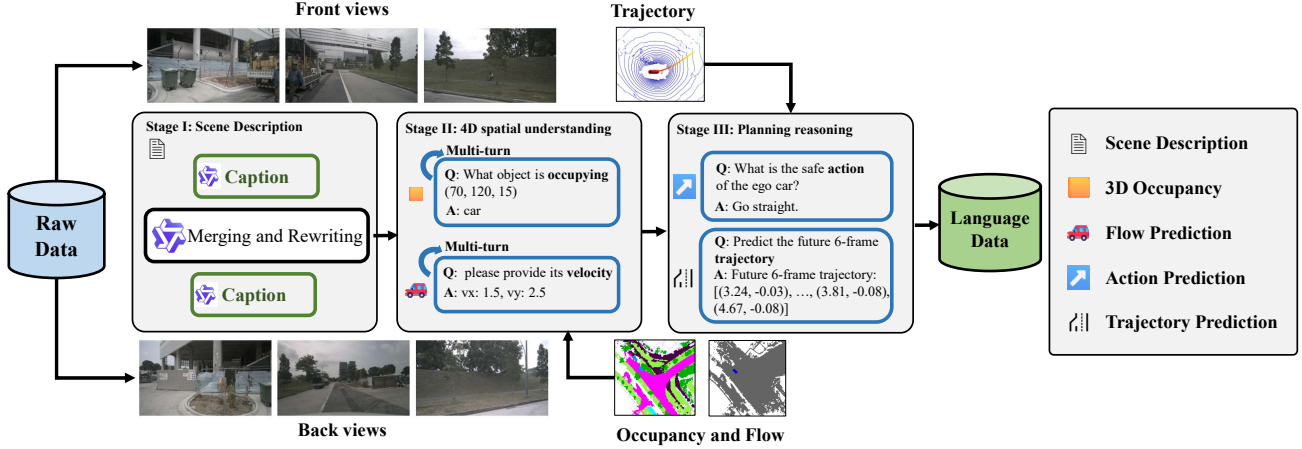 Front views
Trajectory
Raw
Data
Stage I: Scene Description
Caption
Merging and Rewriting
Caption
Stage II: 4D spatial understanding
Multi-turn
Q: What object is occupying
(70, 120, 15)
A: car
Multi-turn
Q: please provide its velocity
A: vx: 1.5, vy: 2.5
Stage III: Planning reasoning
Q: What is the safe action
of the ego car?
A: Go straight.
Q: Predict the future 6-frame
trajectory
A: Future 6-frame trajectory:
[(3.24, -0.03), …, (3.81, -0.08),
(4.67, -0.08)]
Language
Data
Scene Description
3D Occupancy
Flow Prediction
Action Prediction
Trajectory Prediction
Back views
Occupancy and Flow